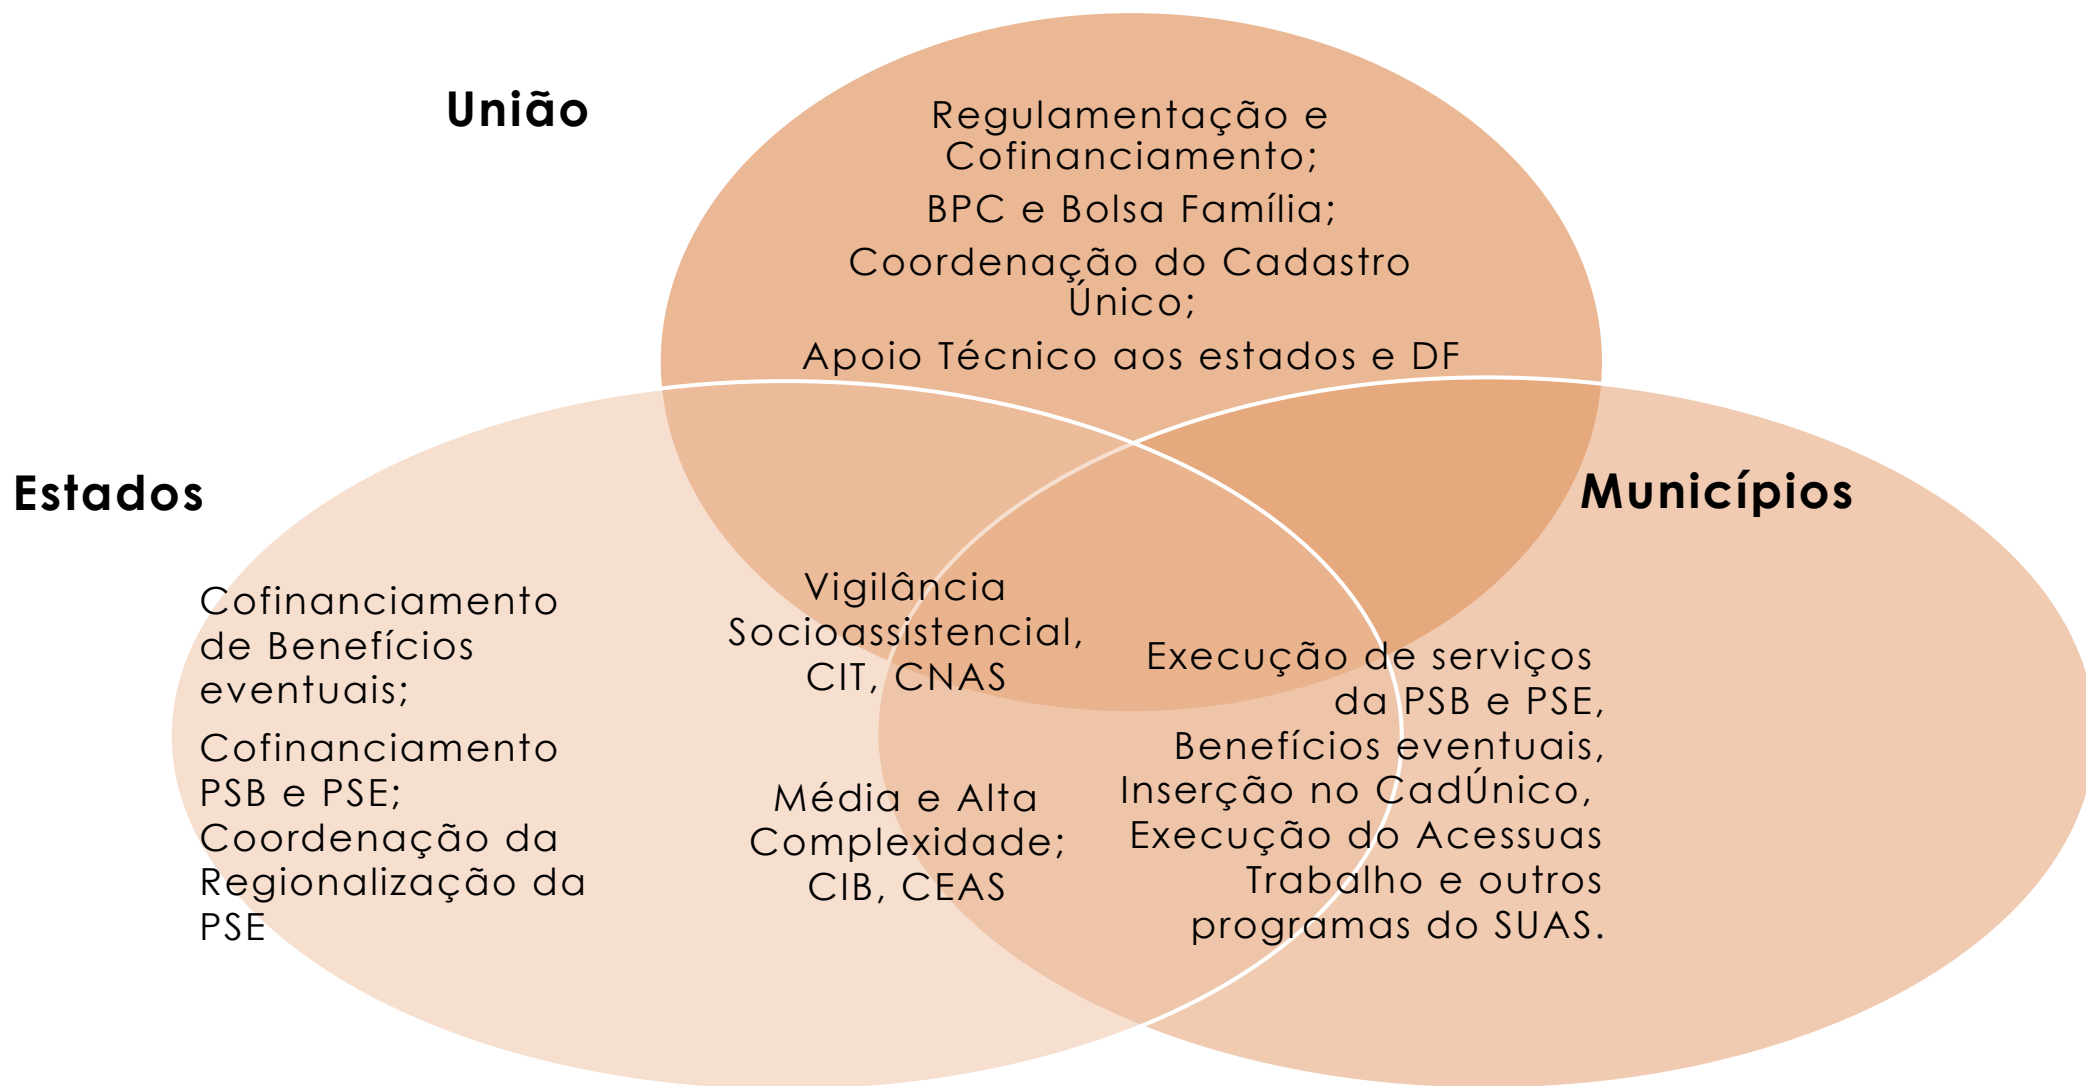 União
Regulamentação e
Cofinanciamento;
BPC e Bolsa Família;
Coordenação do Cadastro
Único;
Apoio Técnico aos estados e DF
Estados
Cofinanciamento
de Benefícios
eventuais;
Cofinanciamento
PSB e PSE;
Coordenação da
Regionalização da
PSE
Vigilância
Socioassistencial,
CIT, CNAS
Média e Alta
Complexidade;
CIB, CEAS
Municípios
Execução de serviços
da PSB e PSE,
Benefícios eventuais,
Inserção no CadÚnico,
Execução do Acessuas
Trabalho e outros
programas do SUAS.